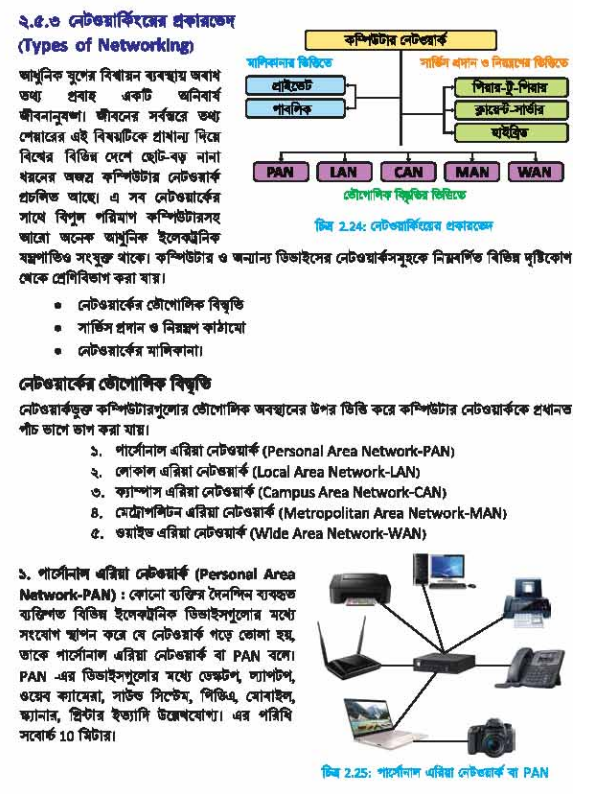 ২.৫.৩ নেটওয়ার্কিংয়ের প্রকারভেদ
(Types of Networking)
কম্পিউটার নেটওয়ার্ক
মালিকানার ভিত্তিতে
সার্ভিস প্রদান ও নিয়ন্ত্রণের ভিত্তিতে
প্রাইভেট
পাবলিক
পিয়ার-টু-পিয়ার
ক্লায়েন্ট-সার্ভার
হাইব্রিড
PAN LAN CAN MAN WAN
ভৌগোলিক বিস্তৃতির ভিত্তিতে
চিত্র 2.24: নেটওয়ার্কিংয়ের প্রকারভেদ
আধুনিক যুগের বিশ্বায়ন ব্যবস্থায় অবাধ
তথ্য প্রবাহ একটি অনিবার্য
জীবনানুষঙ্গ। জীবনের সর্বস্তরে তথ্য
শেয়ারের এই বিষয়টিকে প্রাধান্য দিয়ে
বিশ্বের বিভিন্ন দেশে ছোট-বড় নানা
ধরনের অজস্র কম্পিউটার নেটওয়ার্ক
প্রচলিত আছে। এ সব নেটওয়ার্কের
সাথে বিপুল পরিমাণ কম্পিউটারসহ
আরো অনেক আধুনিক ইলেকট্রনিক
যন্ত্রপাতিও সংযুক্ত থাকে। কম্পিউটার ও অন্যান্য ডিভাইসের নেটওয়ার্কসমূহকে নিম্নবর্ণিত বিভিন্ন দৃষ্টিকোণ
থেকে শ্রেণিবিভাগ করা যায়।
• নেটওয়ার্কের ভৌগোলিক বিস্তৃতি
• সার্ভিস প্রদান ও নিয়ন্ত্রণ কাঠামো
• নেটওয়ার্কের মালিকানা।
নেটওয়ার্কের ভৌগোলিক বিস্তৃতি
নেটওয়ার্কভুক্ত কম্পিউটারগুলোর ভৌগোলিক অবস্থানের উপর ভিত্তি করে কম্পিউটার নেটওয়ার্ককে প্রধানত
পাঁচ ভাগে ভাগ করা যায়।
১. পার্সোনাল এরিয়া নেটওয়ার্ক (Personal Area Network-PAN)
২. লোকাল এরিয়া নেটওয়ার্ক (Local Area Network-LAN)
৩. ক্যাম্পাস এরিয়া নেটওয়ার্ক (Campus Area Network-CAN)
৪. মেট্রোপলিটন এরিয়া নেটওয়ার্ক (Metropolitan Area Network-MAN)
৫. ওয়াইড এরিয়া নেটওয়ার্ক (Wide Area Network-WAN)
১. পার্সোনাল এরিয়া নেটওয়ার্ক (Personal Area
Network-PAN) : কোনো ব্যক্তির দৈনন্দিন ব্যবহৃত
ব্যক্তিগত বিভিন্ন ইলেকট্রনিক ডিভাইসগুলোর মধ্যে
সংযোগ স্থাপন করে যে নেটওয়ার্ক গড়ে তোলা হয়,
তাকে পার্সোনাল এরিয়া নেটওয়ার্ক বা PAN বলে।
PAN -এর ডিভাইসগুলোর মধ্যে ডেস্কটপ, ল্যাপটপ,
ওয়েব ক্যামেরা, সাউন্ড সিস্টেম, পিডিএ, মোবাইল,
স্ক্যানার, প্রিন্টার ইত্যাদি উল্লেখযোগ্য। এর পরিধি
সর্বোচ্চ 10 মিটার।
চিত্র 2.25: পার্সোনাল এরিয়া নেটওয়ার্ক বা PAN